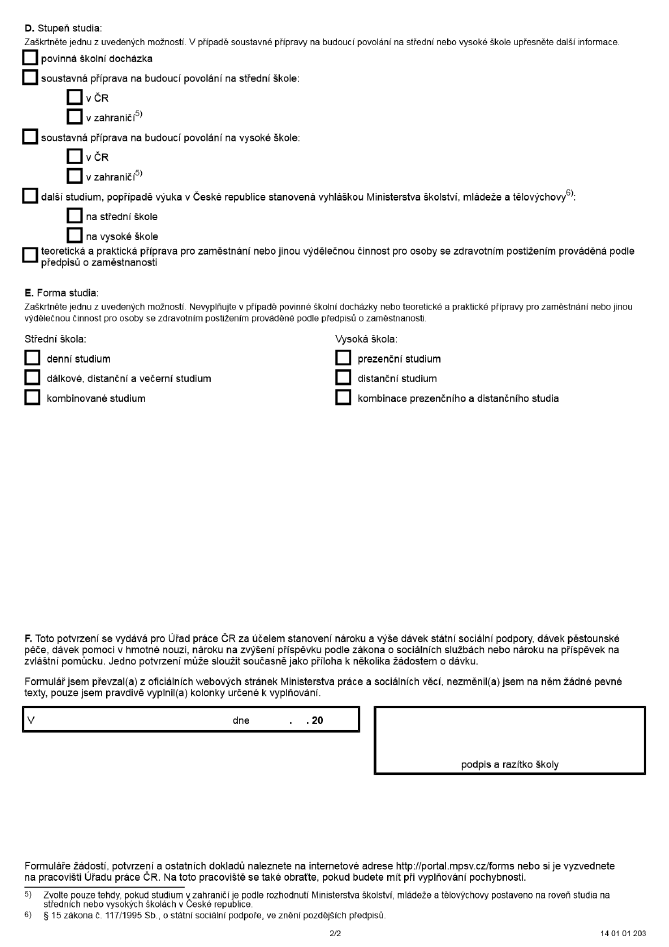 D. Stupeň studia:
Zaškrtněte jednu z uvedených možností. V případě soustavné přípravy na budoucí povolání na střední nebo vysoké škole upřesněte další informace.
povinná školní docházka
soustavná příprava na budoucí povolání na střední škole:
v ČR
v zahraničí5)
soustavná příprava na budoucí povolání na vysoké škole:
v ČR
v zahraničí5)
další studium, popřípadě výuka v České republice stanovená vyhláškou Ministerstva školství, mládeže a tělovýchovy6):
na střední škole
na vysoké škole
teoretická a praktická příprava pro zaměstnání nebo jinou výdělečnou činnost pro osoby se zdravotním postižením prováděná podle
předpisů o zaměstnanosti
E. Forma studia:
Zaškrtněte jednu z uvedených možností. Nevyplňujte v případě povinné školní docházky nebo teoretické a praktické přípravy pro zaměstnání nebo jinou
výdělečnou činnost pro osoby se zdravotním postižením prováděné podle předpisů o zaměstnanosti.
Střední škola:
denní studium
dálkové, distanční a večerní studium
kombinované studium
Vysoká škola:
prezenční studium
distanční studium
kombinace prezenčního a distančního studia
F. Toto potvrzení se vydává pro Úřad práce ČR za účelem stanovení nároku a výše dávek státní sociální podpory, dávek pěstounské
péče, dávek pomoci v hmotné nouzi, nároku na zvýšení příspěvku podle zákona o sociálních službách nebo nároku na příspěvek na
zvláštní pomůcku. Jedno potvrzení může sloužit současně jako příloha k několika žádostem o dávku.
Formulář jsem převzal(a) z oficiálních webových stránek Ministerstva práce a sociálních věcí, nezměnil(a) jsem na něm žádné pevné
texty, pouze jsem pravdivě vyplnil(a) kolonky určené k vyplňování.
V dne . . 20
podpis a razítko školy
Formuláře žádostí, potvrzení a ostatních dokladů naleznete na internetové adrese http://portal.mpsv.cz/forms nebo si je vyzvednete
na pracovišti Úřadu práce ČR. Na toto pracoviště se také obraťte, pokud budete mít při vyplňování pochybnosti.
5) Zvolte pouze tehdy, pokud studium v zahraničí je podle rozhodnutí Ministerstva školství, mládeže a tělovýchovy postaveno na roveň studia na
středních nebo vysokých školách v České republice.
6) § 15 zákona č. 117/1995 Sb., o státní sociální podpoře, ve znění pozdějších předpisů.
2/2
14 01 01 203